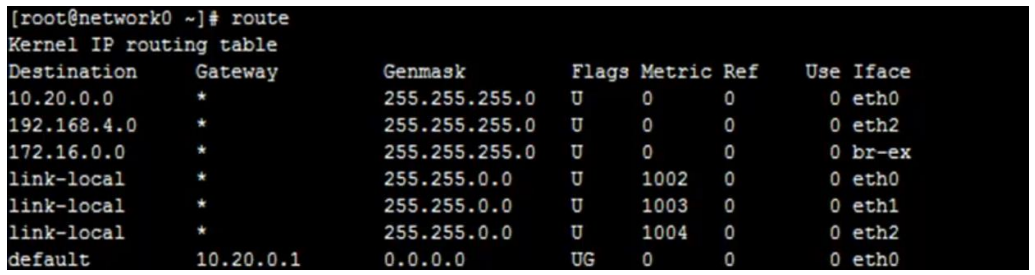 [root@network0 ~]# route
Kernel IP routing table
Destination Gateway Genmask Flags Metric Ref Use Iface
10.20.0.0 * 255.255.255.0 U 0 0 0 eth0
192.168.4.0 * 255.255.255.0 U 0 0 0 eth2
172.16.0.0 * 255.255.255.0 U 0 0 0 br-ex
link-local * 255.255.0.0 U 1002 0 0 eth0
link-local * 255.255.0.0 U 1003 0 0 eth1
link-local * 255.255.0.0 U 1004 0 0 eth2
default 10.20.0.1 0.0.0.0 UG 0 0 0 eth0